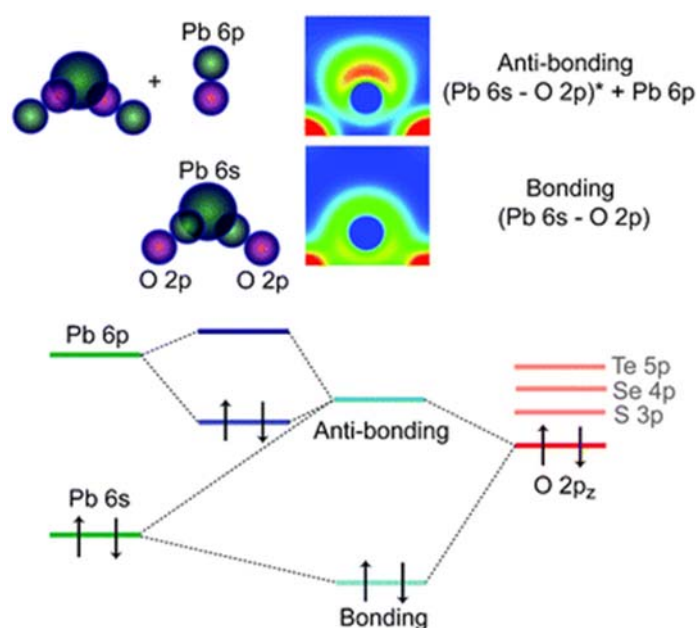 Pb 6p
+
Anti-bonding
(Pb 6s - O 2p)* + Pb 6p
Pb 6s
Bonding
(Pb 6s - O 2p)
O 2p O 2p
Pb 6p
Te 5p
Se 4p
S 3p
Anti-bonding
O 2pz
Pb 6s
Bonding